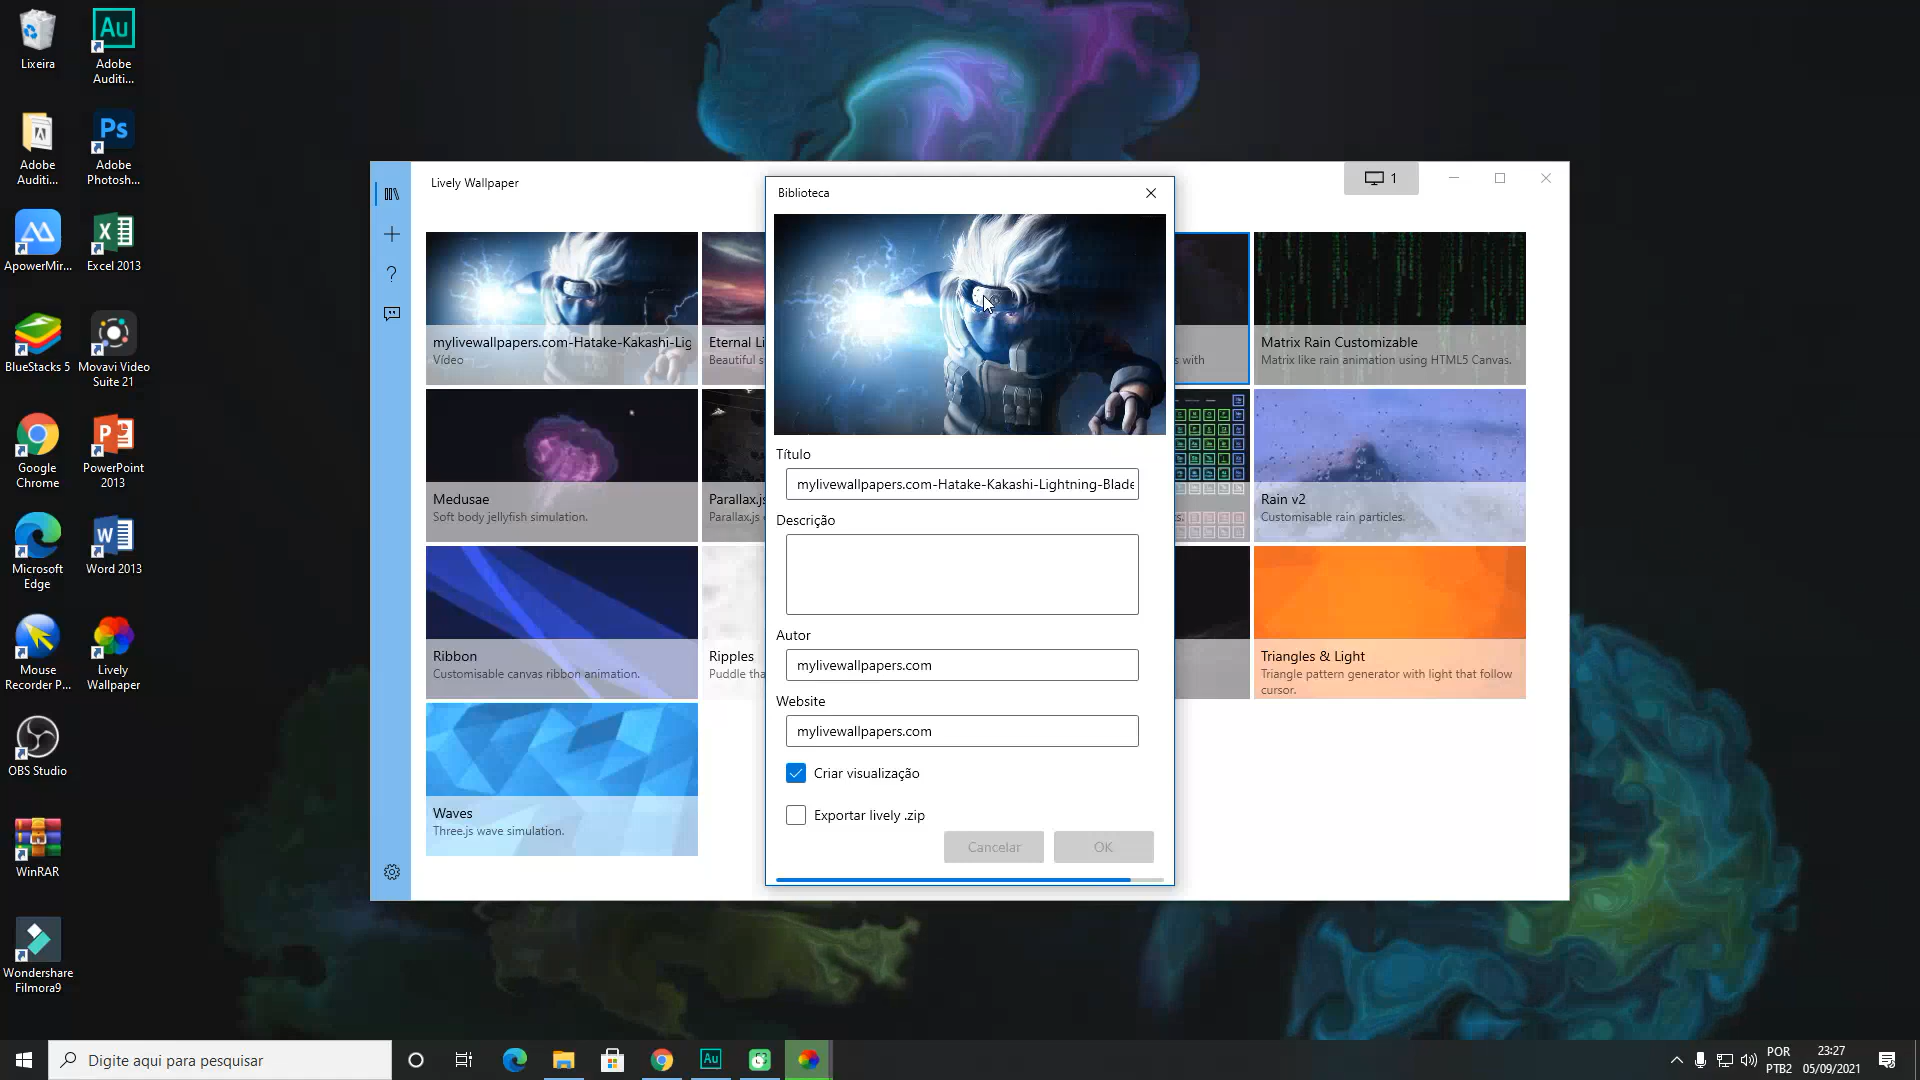 Lixeira
Adobe
Auditi...
Adobe
Auditi...
Adobe
Photosh...
ApowerMir...
Excel 2013
BlueStacks 5
Movavi Video
Suite 21
Google
Chrome
PowerPoint
2013
Microsoft
Edge
Word 2013
Mouse
Recorder P...
Lively
Wallpaper
OBS Studio
WinRAR
Wondershare
Filmora9
Lively Wallpaper
1
mylivewallpapers.com-Hatake-Kakashi-Lig
Vídeo
Eternal Li
Beautiful s
s with
Matrix Rain Customizable
Matrix like rain animation using HTML5 Canvas.
Medusae
Soft body jellyfish simulation.
Parallax.js
Parallax.js
Rain v2
Customisable rain particles.
Ribbon
Customisable canvas ribbon animation.
Ripples
Puddle tha
Triangles & Light
Triangle pattern generator with light that follow
cursor.
Waves
Three.js wave simulation.
Biblioteca
Título
mylivewallpapers.com-Hatake-Kakashi-Lightning-Blade
Descrição
Autor
mylivewallpapers.com
Website
mylivewallpapers.com
Criar visualização
Exportar lively .zip
Cancelar
OK
Digite aqui para pesquisar
POR
PTB2
23:27
05/09/2021